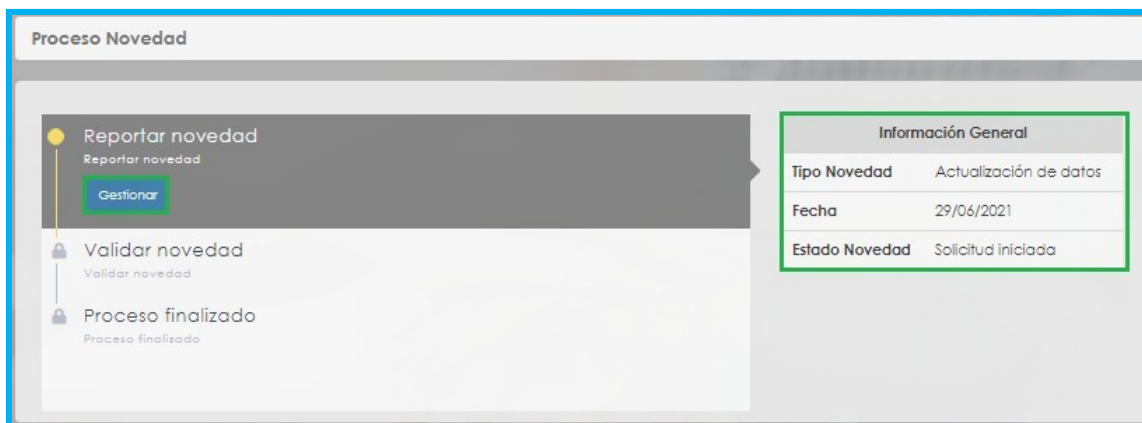 Proceso Novedad
Reportar novedad
Reportar novedad
Gestionar
Validar novedad
Validar novedad
Proceso finalizado
Proceso finalizado
Información General
Tipo Novedad Actualización de datos
Fecha 29/06/2021
Estado Novedad Solicitud iniciada